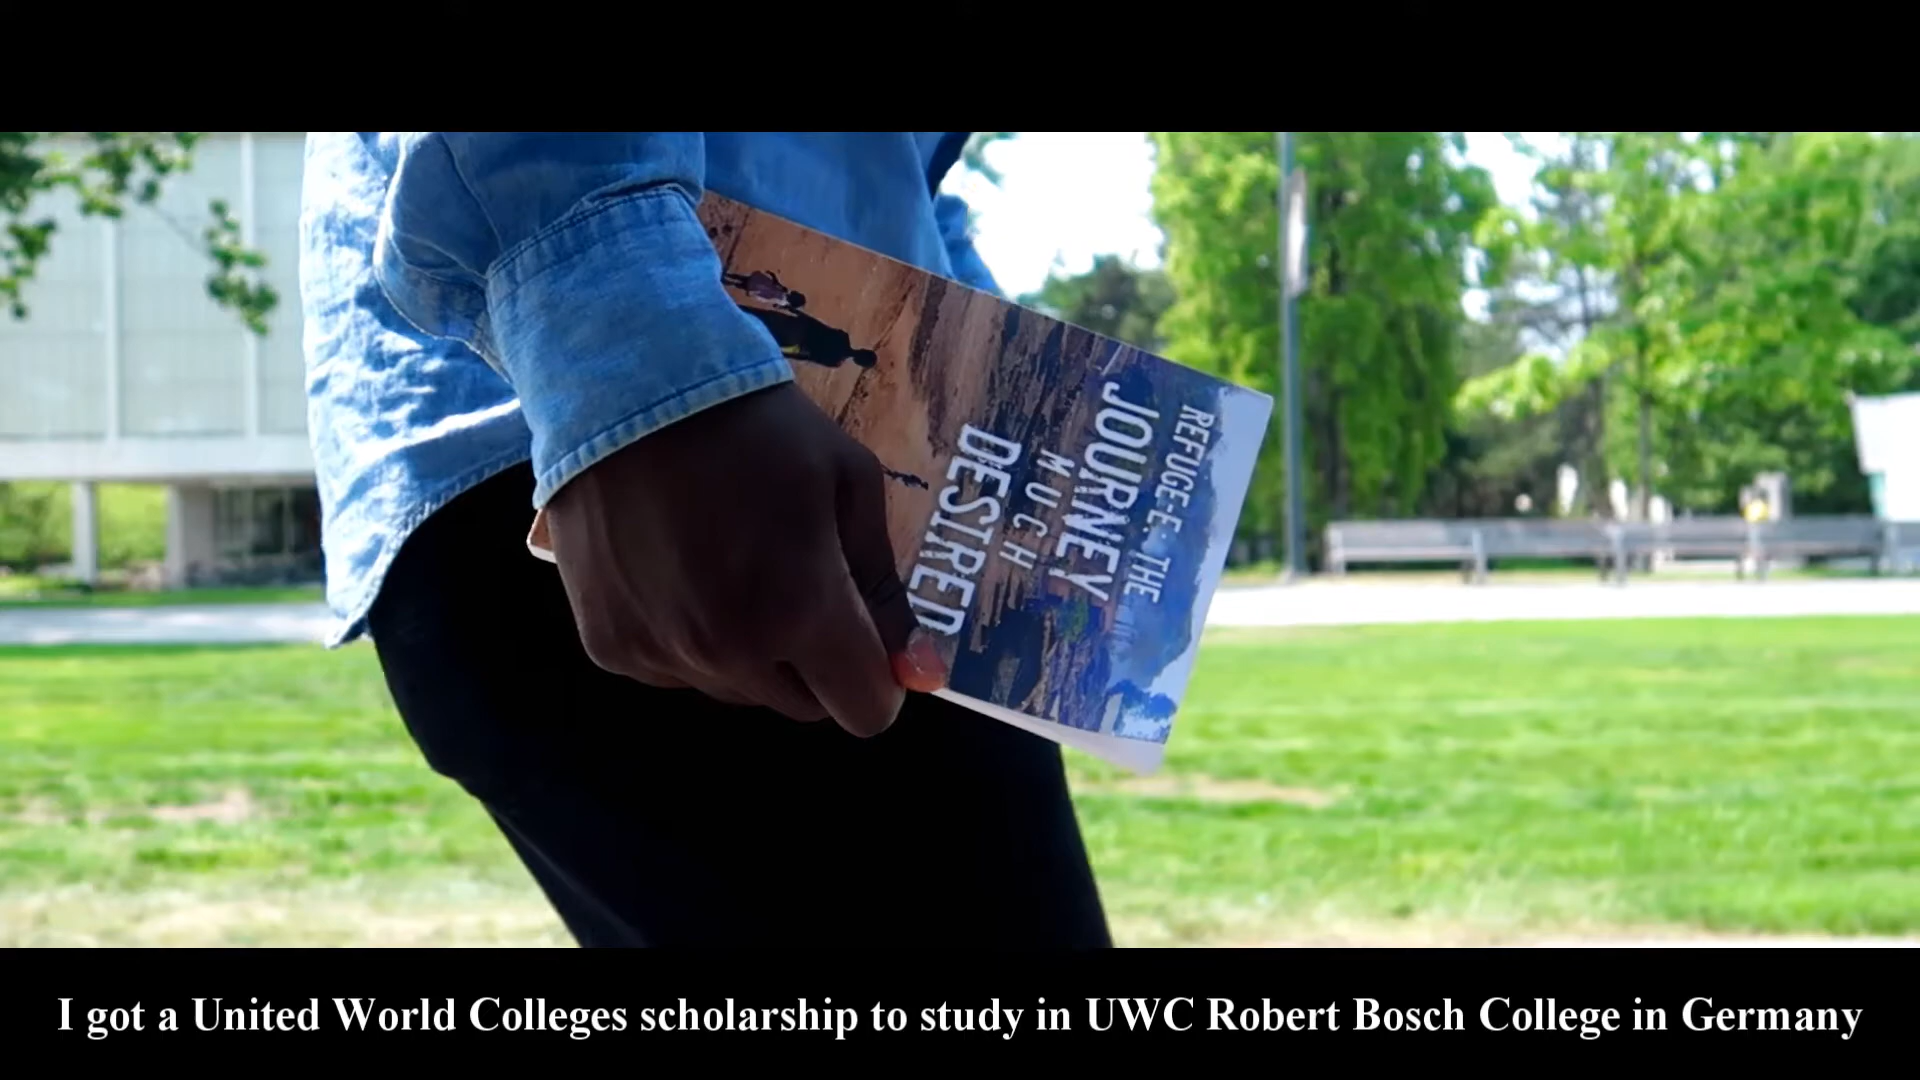 REFUGE-E: THE
JOURNEY
MUCH
DESIRED
I got a United World Colleges scholarship to study in UWC Robert Bosch College in Germany